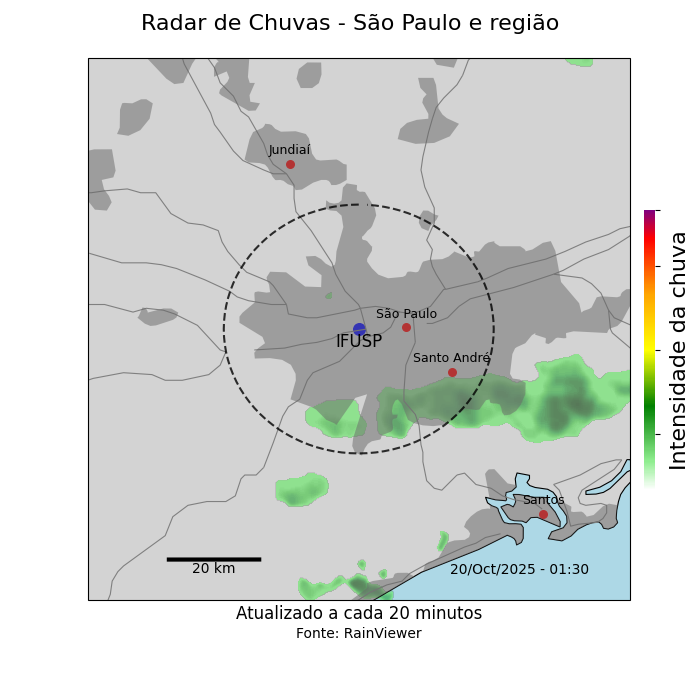 Radar de Chuvas - São Paulo e região
Jundiaí
São Paulo
IFUSP
Santo André
Santos
20 km
20/Oct/2025 - 01:30
Intensidade da chuva
Atualizado a cada 20 minutos
Fonte: RainViewer